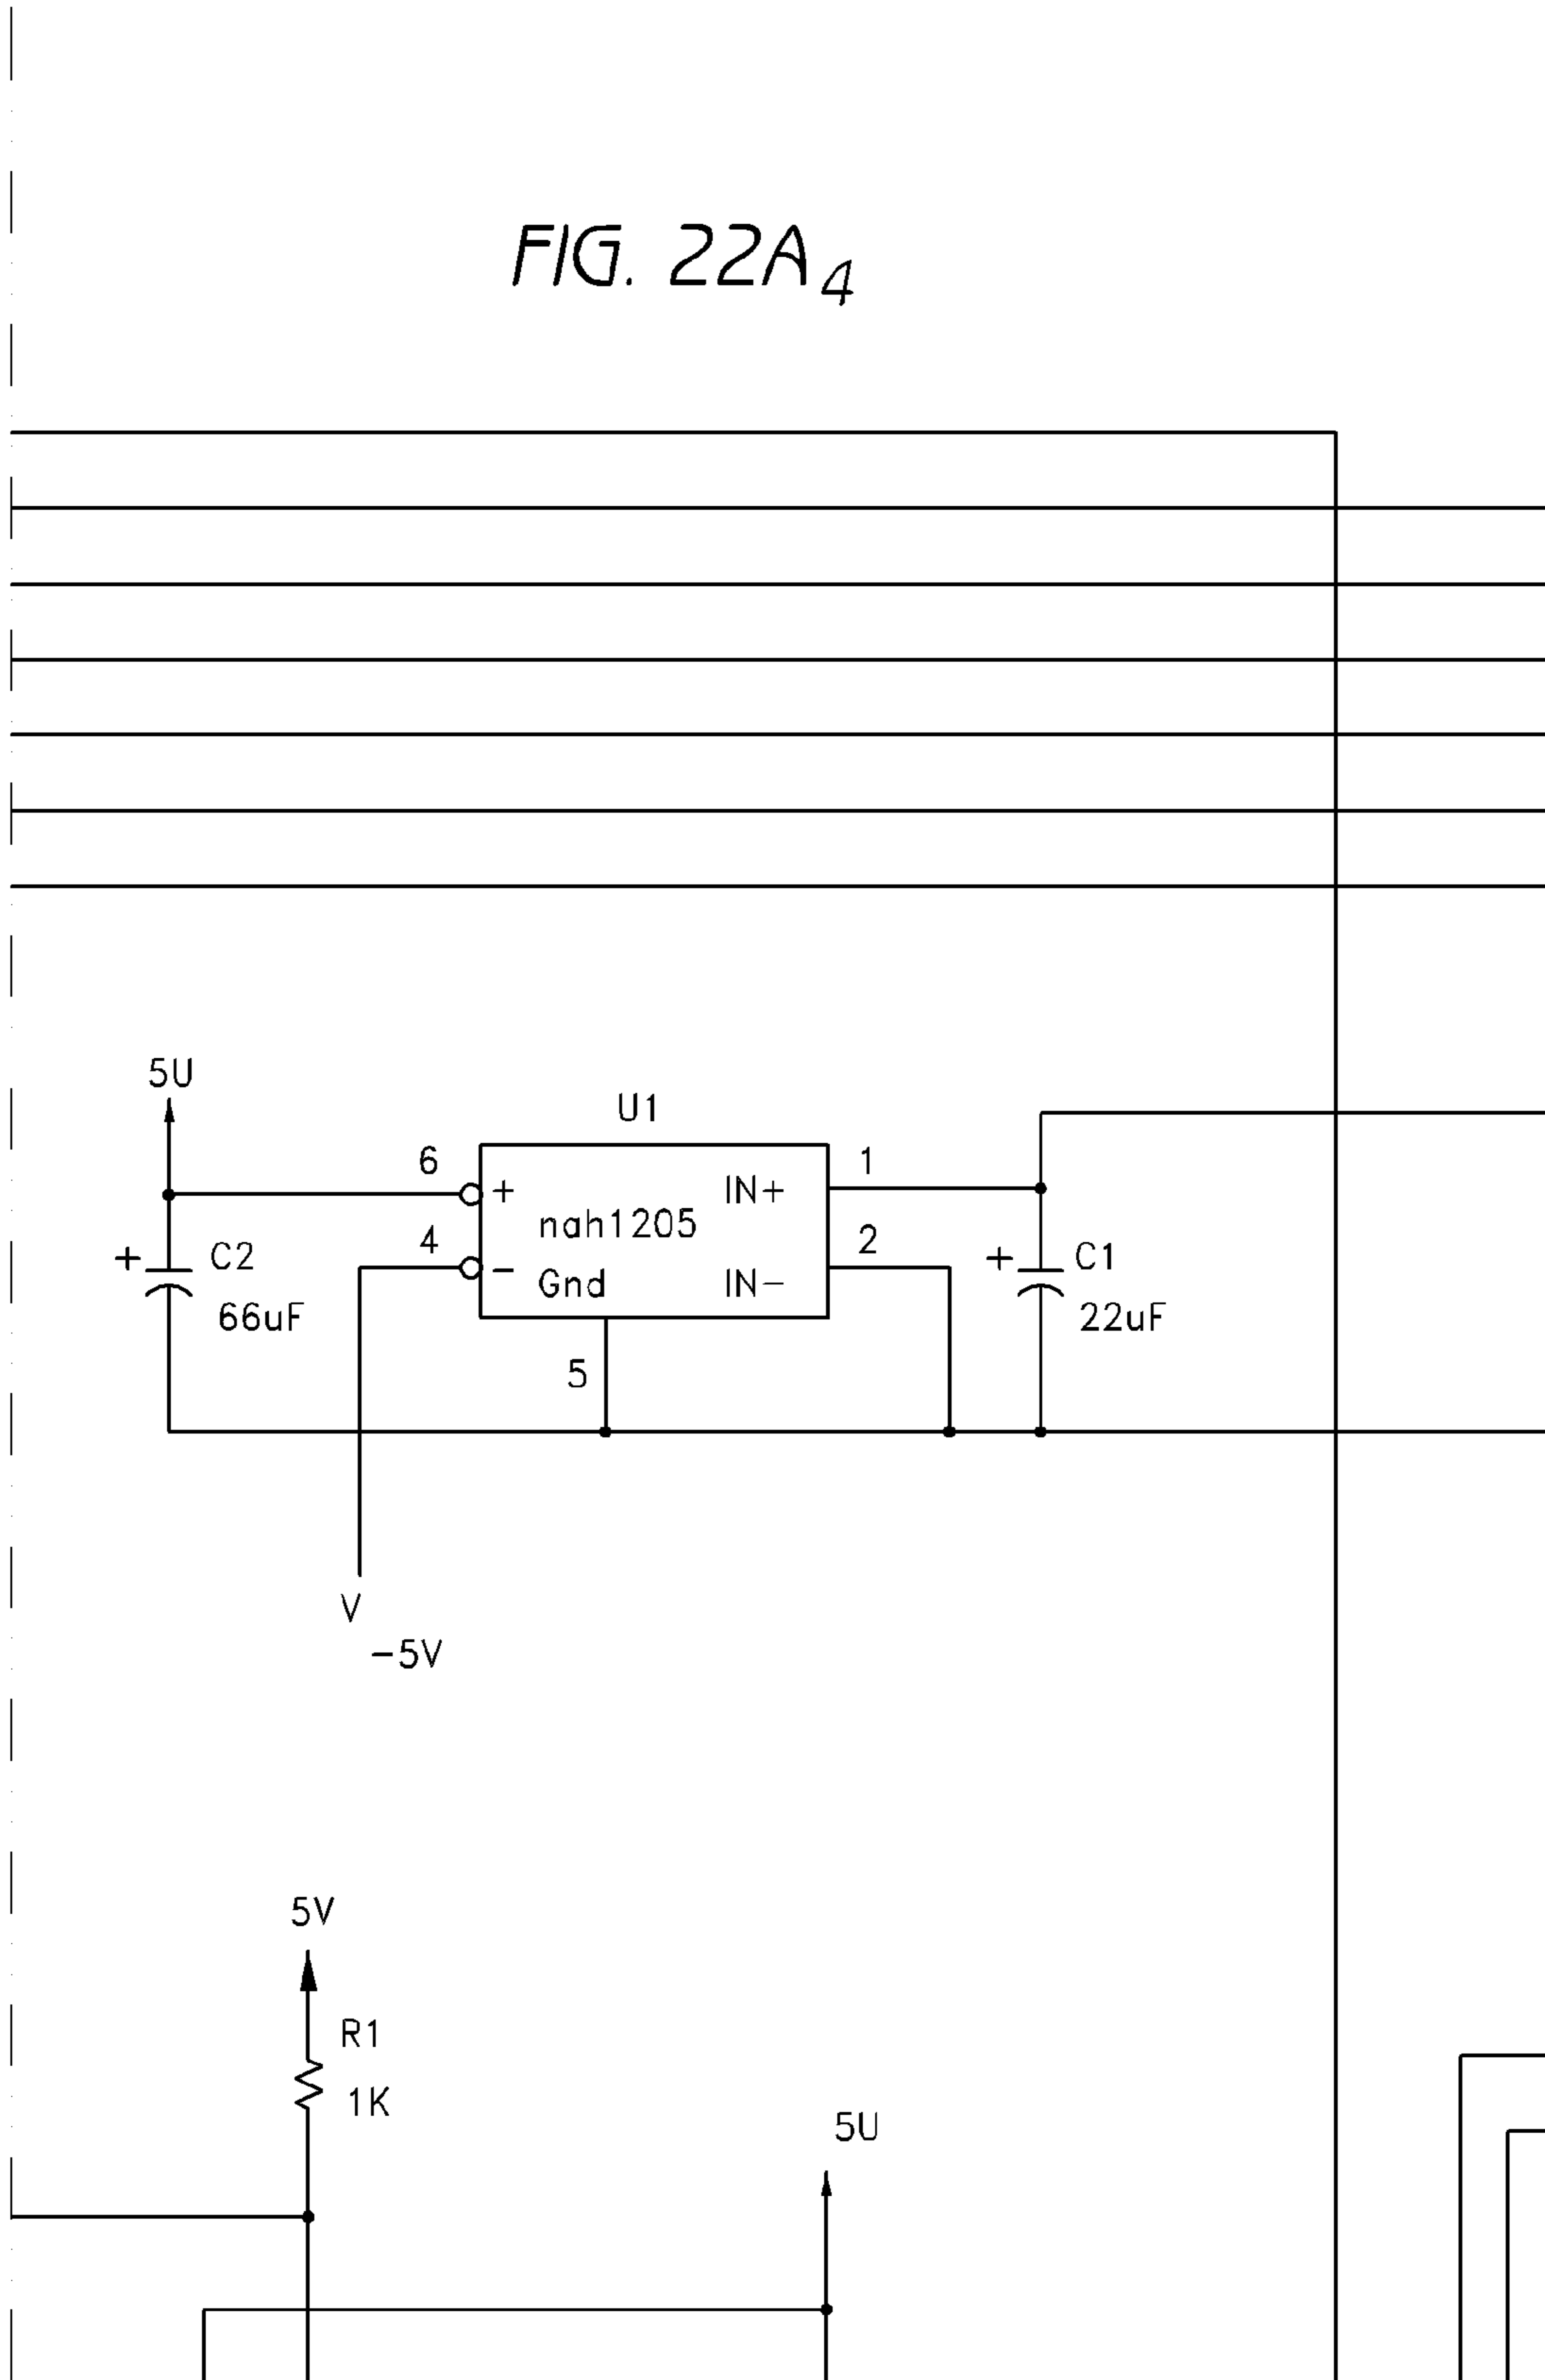 FIG. 22A4
5U
U1
6
1
+
IN+
nah1205
4
2
+
C2
-
Gnd
IN-
+
C1
66uF
22uF
5
V
-5V
5V
R1
1K
5U